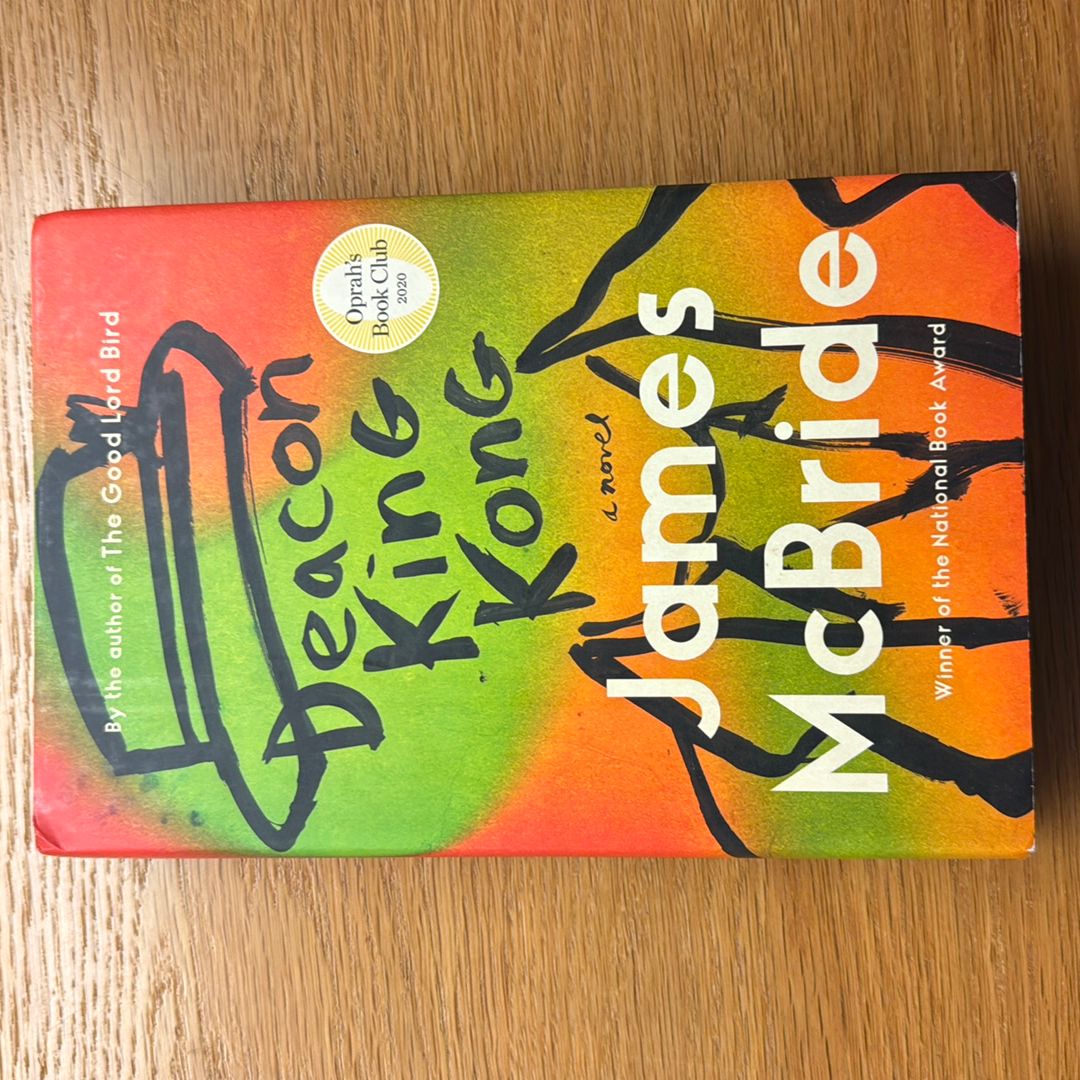 By the author of The Good Lord Bird
Oprah's
Book Club
2020
Deacon
King
Kong
a novel
James
McBride
Winner of the National Book Award